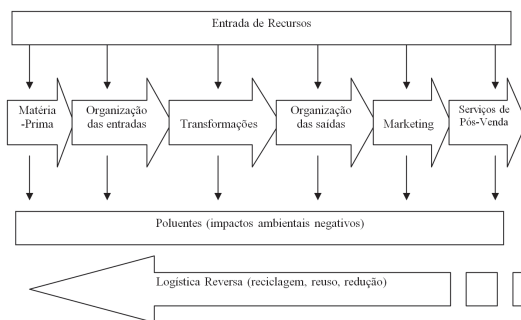 Entrada de Recursos
Matéria
-Prima
Organização
das entradas
Transformações
Organização
das saídas
Marketing
Serviços de
Pós-Venda
Poluentes (impactos ambientais negativos)
Logística Reversa (reciclagem, reuso, redução)